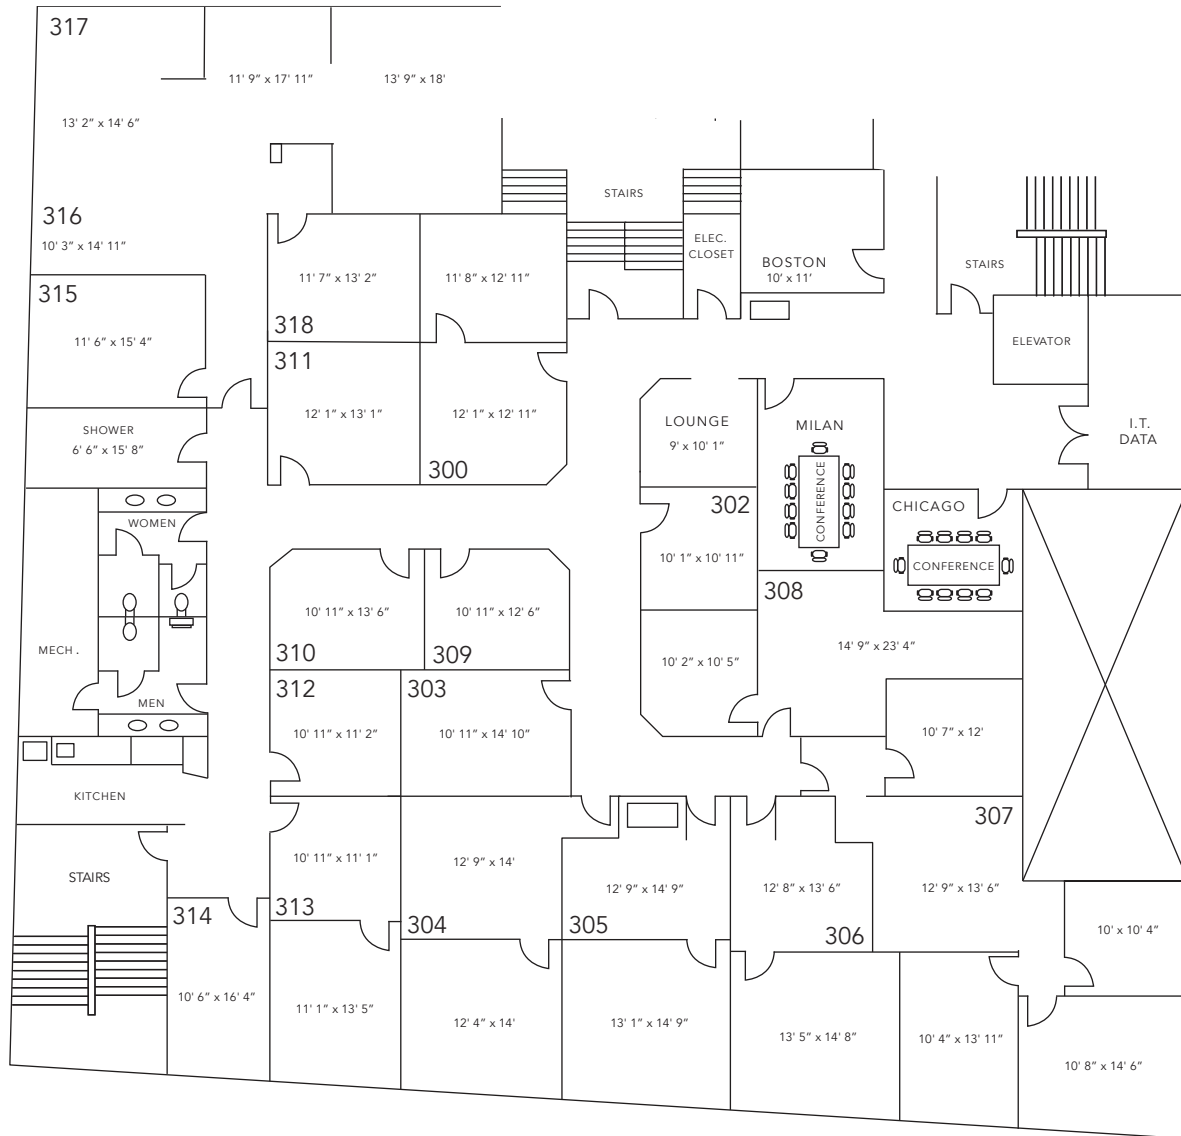 317
11' 9" x 17' 11"
13' 9" x 18'
13' 2" x 14' 6"
STAIRS
316
10' 3" x 14' 11"
ELEC.
CLOSET
BOSTON
10' x 11'
STAIRS
11' 7" x 13' 2"
11' 8" x 12' 11"
315
318
11' 6" x 15' 4"
ELEVATOR
311
12' 1" x 13' 1"
12' 1" x 12' 11"
300
LOUNGE
9' x 10' 1"
MILAN
CONFERENCE
I.T.
DATA
SHOWER
6' 6" x 15' 8"
302
10' 1" x 10' 11"
CHICAGO
CONFERENCE
WOMEN
308
14' 9" x 23' 4"
10' 11" x 13' 6"
10' 11" x 12' 6"
310
309
MECH .
10' 2" x 10' 5"
MEN
312
303
10' 11" x 11' 2"
10' 11" x 14' 10"
10' 7" x 12'
KITCHEN
307
STAIRS
10' 11" x 11' 1"
12' 9" x 14'
12' 9" x 14' 9"
12' 8" x 13' 6"
12' 9" x 13' 6"
314
313
304
305
306
10' x 10' 4"
10' 6" x 16' 4"
11' 1" x 13' 5"
12' 4" x 14'
13' 1" x 14' 9"
13' 5" x 14' 8"
10' 4" x 13' 11"
10' 8" x 14' 6"